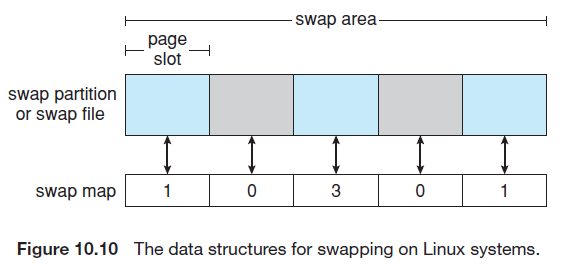 swap area
page
slot
swap partition
or swap file
swap map
1 0 3 0 1
Figure 10.10 The data structures for swapping on Linux systems.